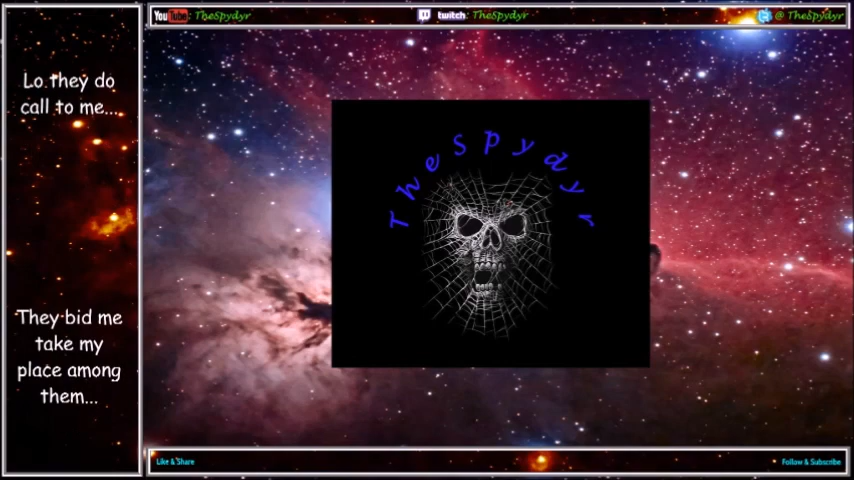 YouTube: TheSpydyr
twitch: TheSpydyr
@ TheSpydyr
Lo they do
call to me...
They bid me
take my
place among
them...
TheSpydyr
Like & Share
Follow & Subscribe